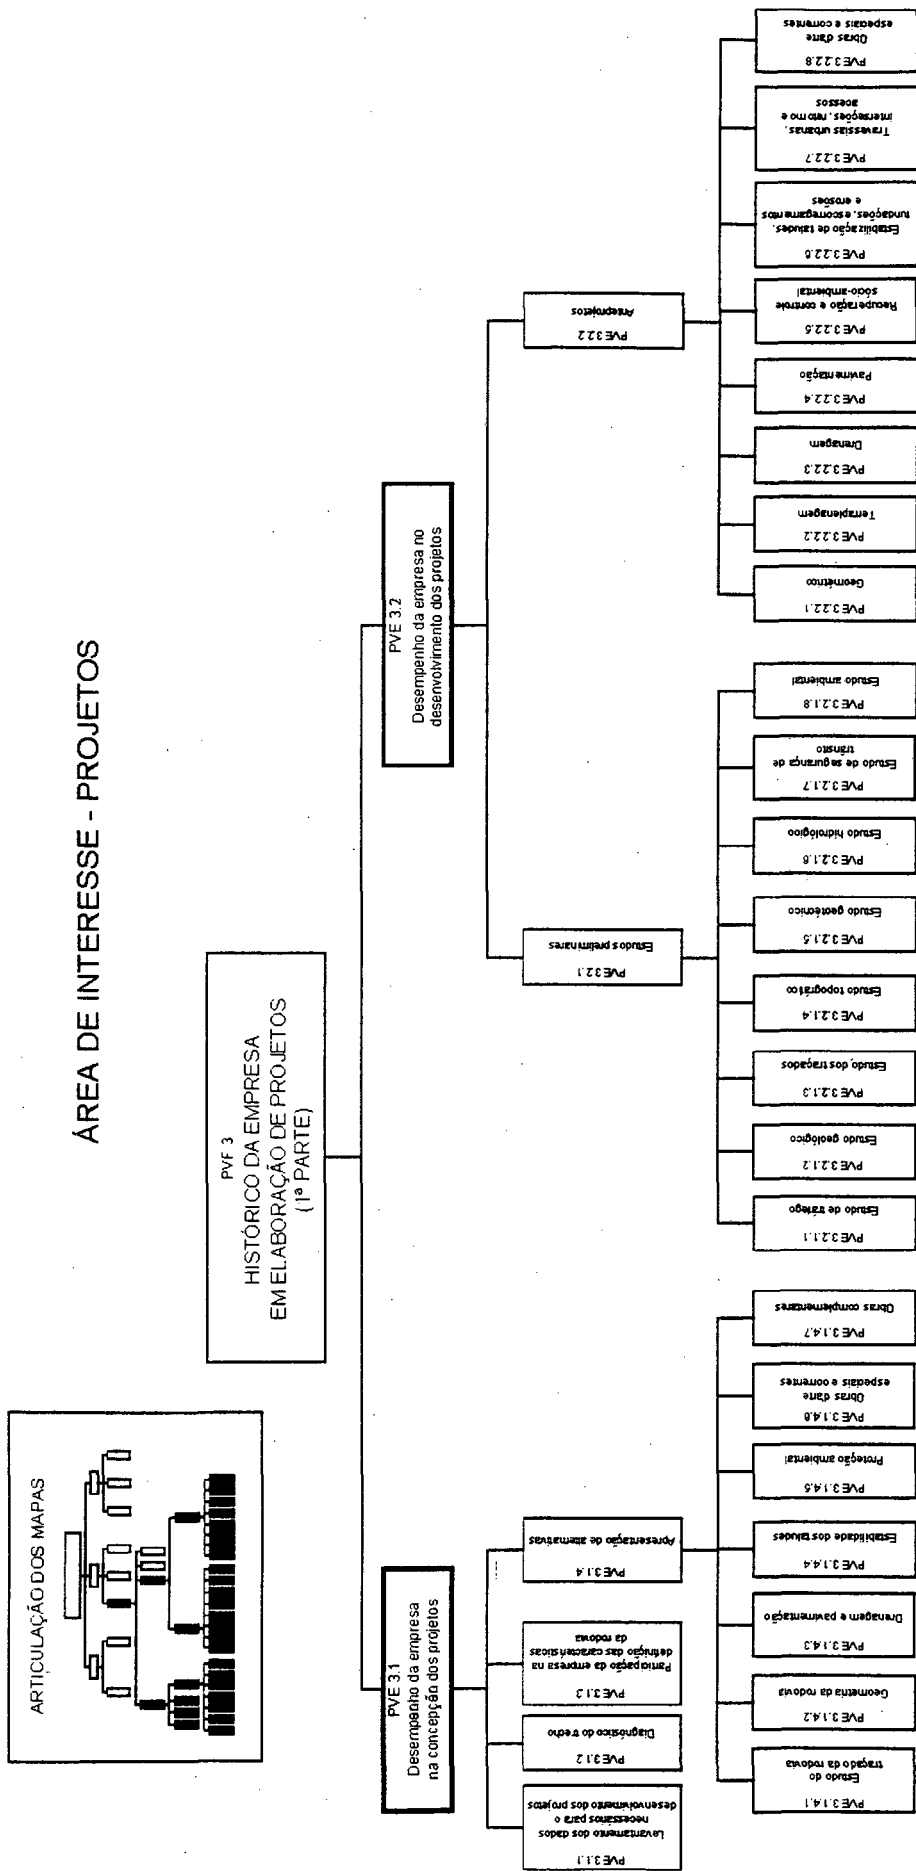 ÁREA DE INTERESSE - PROJETOS
ARTICULAÇÃO DOS MAPAS
PVF 3
HISTÓRICO DA EMPRESA
EM ELABORAÇÃO DE PROJETOS
(1ª PARTE)
PVE 3.1
Desempenho da empresa
na concepção dos projetos
PVE 3.2
Desempenho da empresa no
desenvolvimento dos projetos
PVE 3.1.1
Levantamento dos dados
necessários para o
desenvolvimento dos projetos
PVE 3.1.2
Diagnóstico do trecho
PVE 3.1.3
Participação da empresa na
definição das características
da rodovia
PVE 3.1.4
Apresentação de alternativas
PVE 3.2.1
Estudos preliminares
PVE 3.2.2
Anteprojetos
PVE 3.1.4.1
Estudo do
traçado da rodovia
PVE 3.1.4.2
Geometria da rodovia
PVE 3.1.4.3
Drenagem e pavimentação
PVE 3.1.4.4
Estabilidade dos taludes
PVE 3.1.4.5
Proteção ambiental
PVE 3.1.4.6
Obras d'arte
especiais e correntes
PVE 3.1.4.7
Obras complementares
PVE 3.2.1.1
Estudo de tráfego
PVE 3.2.1.2
Estudo geológico
PVE 3.2.1.3
Estudo dos traçados
PVE 3.2.1.4
Estudo topográfico
PVE 3.2.1.5
Estudo geotécnico
PVE 3.2.1.6
Estudo hidrológico
PVE 3.2.1.7
Estudo de segurança de
trânsito
PVE 3.2.1.8
Estudo ambiental
PVE 3.2.2.1
Geométrico
PVE 3.2.2.2
Terraplenagem
PVE 3.2.2.3
Drenagem
PVE 3.2.2.4
Pavimentação
PVE 3.2.2.5
Recuperação e controle
sócio-ambiental
PVE 3.2.2.6
Estabilização de taludes,
fundações, escorregamentos
e erosões
PVE 3.2.2.7
Travessias urbanas,
interseções, retorno e
acessos
PVE 3.2.2.8
Obras d'arte
especiais e correntes